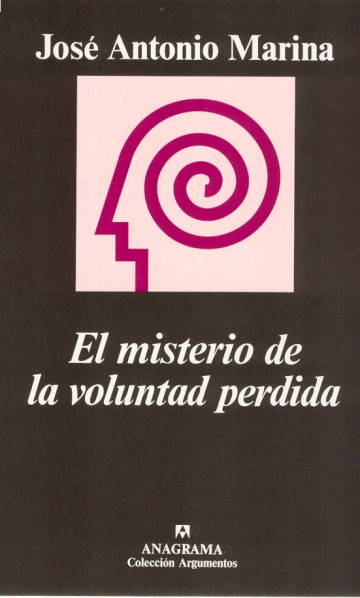 José Antonio Marina
El misterio de
la voluntad perdida
ANAGRAMA
Colección Argumentos